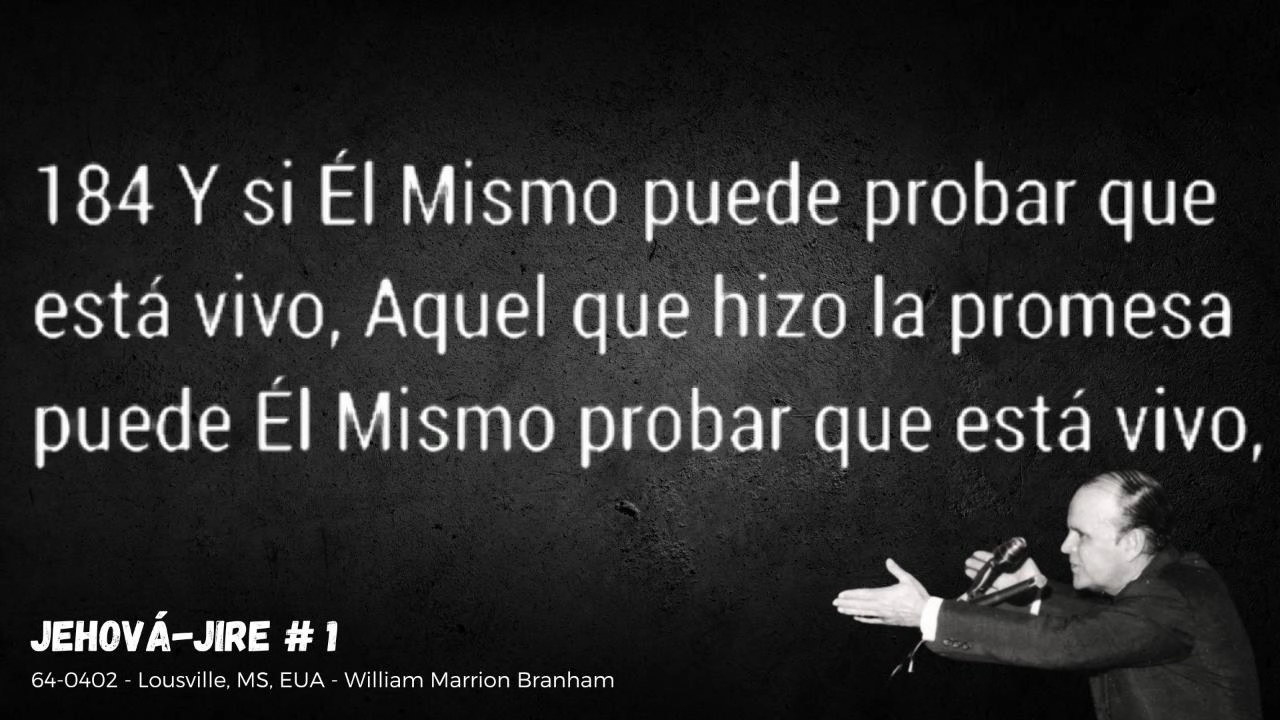 184 Y si Él Mismo puede probar que
está vivo, Aquel que hizo la promesa
puede Él Mismo probar que está vivo,
JEHOVÁ-JIRE # 1
64-0402 - Lousville, MS, EUA - William Marrion Branham